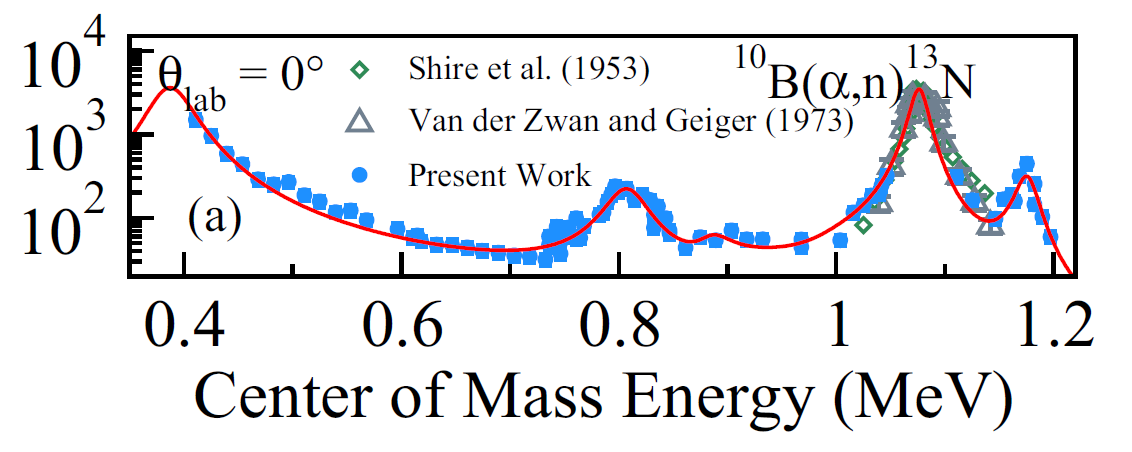 10^4
10^3
10^2
θ_lab = 0°
Shire et al. (1953)
Van der Zwan and Geiger (1973)
Present Work
^10B(α,n)^13N
(a)
0.4 0.6 0.8 1 1.2
Center of Mass Energy (MeV)